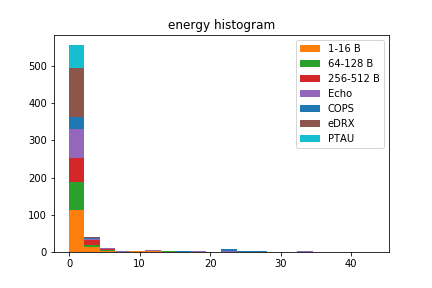 energy histogram
1-16 B
64-128 B
256-512 B
Echo
COPS
eDRX
PTAU
500
400
300
200
100
0
0 10 20 30 40